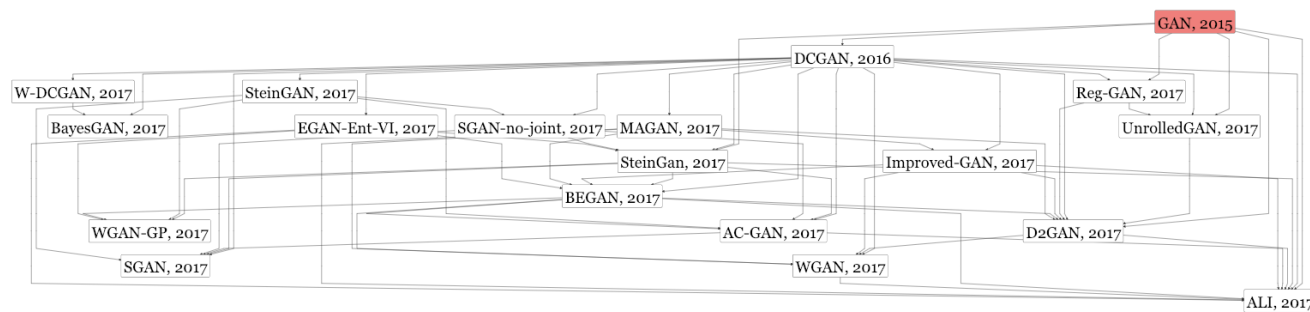 GAN, 2015
DCGAN, 2016
W-DCGAN, 2017
SteinGAN, 2017
Reg-GAN, 2017
BayesGAN, 2017
EGAN-Ent-VI, 2017
SGAN-no-joint, 2017
MAGAN, 2017
UnrolledGAN, 2017
SteinGan, 2017
Improved-GAN, 2017
BEGAN, 2017
WGAN-GP, 2017
AC-GAN, 2017
D2GAN, 2017
SGAN, 2017
WGAN, 2017
ALI, 2017